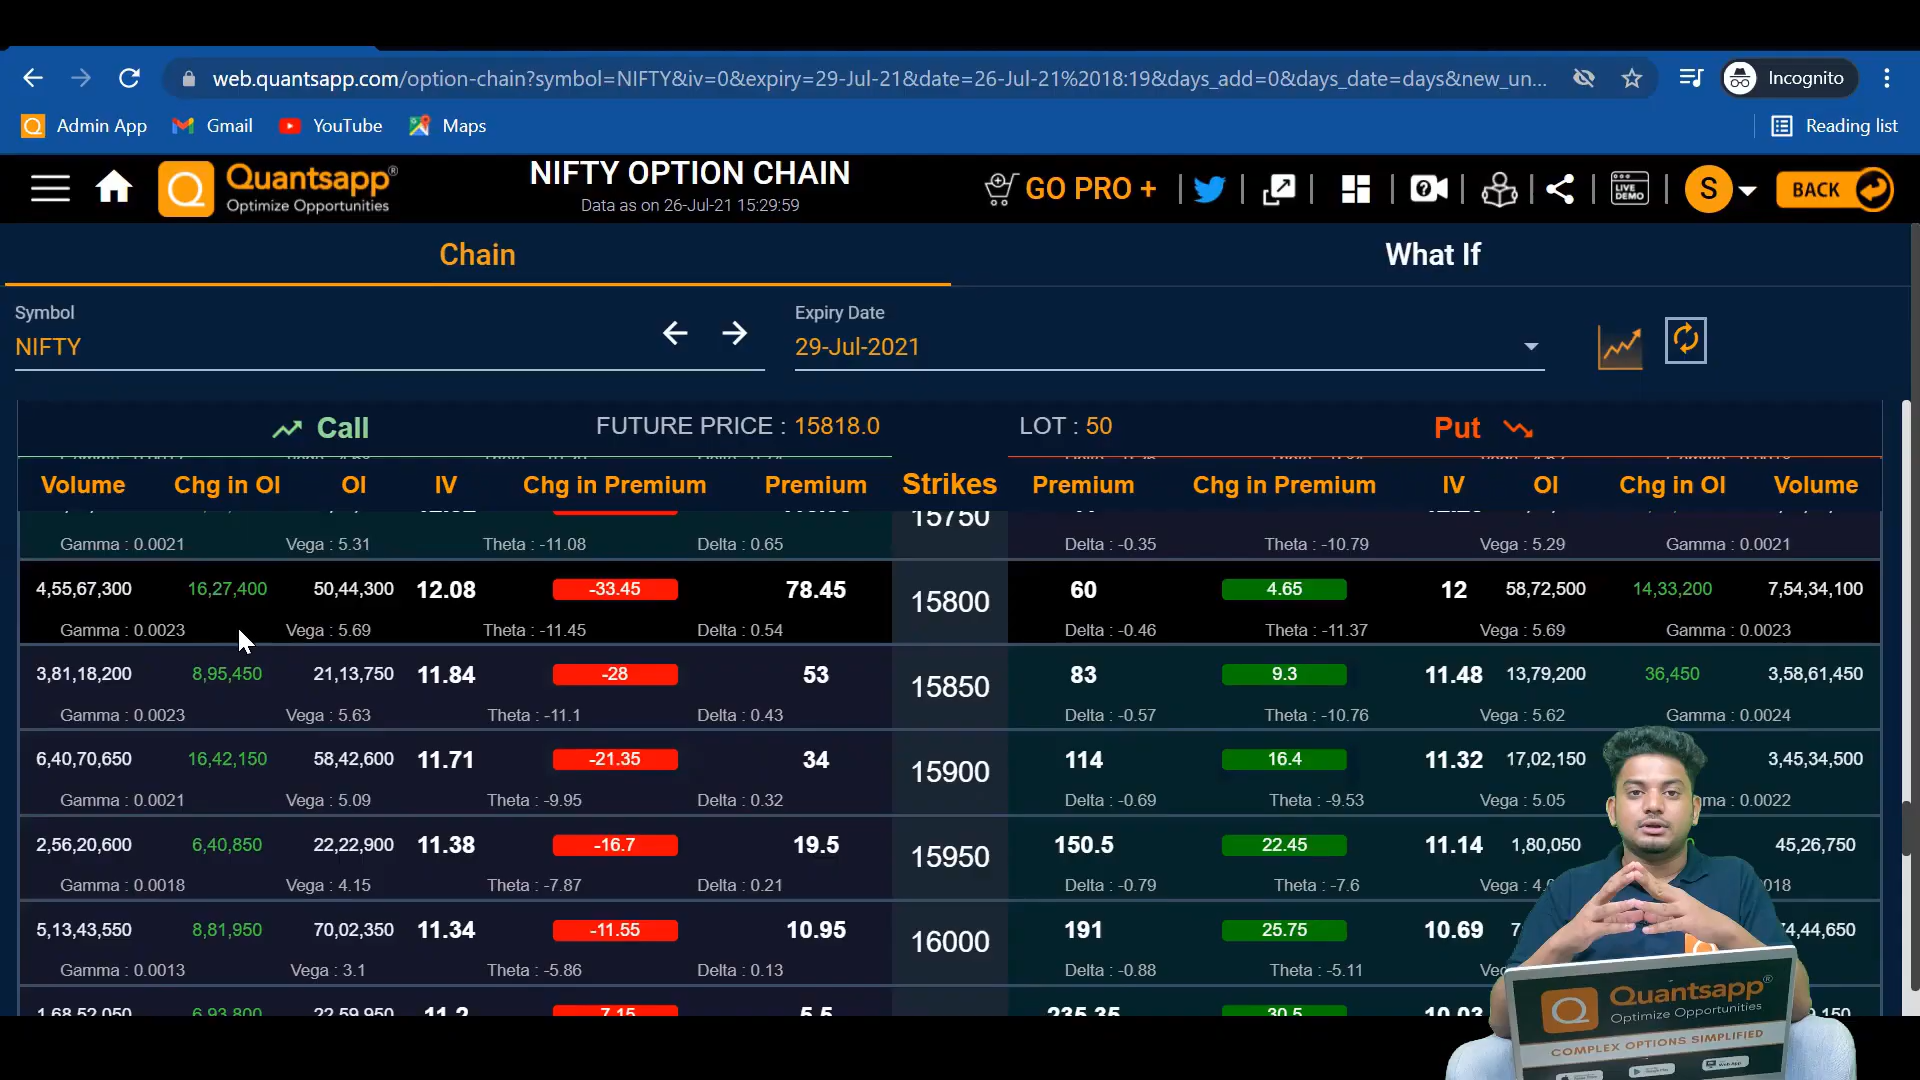 web.quantsapp.com/option-chain?symbol=NIFTY&iv=0&expiry=29-Jul-21&date=26-Jul-21%2018:19&days_add=0&days_date=days&new_un... Incognito
Admin App Gmail YouTube Maps Reading list
Quantsapp®
Optimize Opportunities
NIFTY OPTION CHAIN
Data as on 26-Jul-21 15:29:59
GO PRO + LIVE DEMO S BACK
Chain What If
Symbol Expiry Date
NIFTY 29-Jul-2021
Call FUTURE PRICE : 15818.0 LOT : 50 Put
Volume Chg in OI OI IV Chg in Premium Premium Strikes Premium Chg in Premium IV OI Chg in OI Volume
15750
Gamma : 0.0021 Vega : 5.31 Theta : -11.08 Delta : 0.65 Delta : -0.35 Theta : -10.79 Vega : 5.29 Gamma : 0.0021
4,55,67,300 16,27,400 50,44,300 12.08 -33.45 78.45 15800 60 4.65 12 58,72,500 14,33,200 7,54,34,100
Gamma : 0.0023 Vega : 5.69 Theta : -11.45 Delta : 0.54 Delta : -0.46 Theta : -11.37 Vega : 5.69 Gamma : 0.0023
3,81,18,200 8,95,450 21,13,750 11.84 -28 53 15850 83 9.3 11.48 13,79,200 36,450 3,58,61,450
Gamma : 0.0023 Vega : 5.63 Theta : -11.1 Delta : 0.43 Delta : -0.57 Theta : -10.76 Vega : 5.62 Gamma : 0.0024
6,40,70,650 16,42,150 58,42,600 11.71 -21.35 34 15900 114 16.4 11.32 17,02,150 3,45,34,500
Gamma : 0.0021 Vega : 5.09 Theta : -9.95 Delta : 0.32 Delta : -0.69 Theta : -9.53 Vega : 5.05 : 0.0022
2,56,20,600 6,40,850 22,22,900 11.38 -16.7 19.5 15950 150.5 22.45 11.14 1,80,050 45,26,750
Gamma : 0.0018 Vega : 4.15 Theta : -7.87 Delta : 0.21 Delta : -0.79 Theta : -7.6 Vega :
5,13,43,550 8,81,950 70,02,350 11.34 -11.55 10.95 16000 191 25.75 10.69
Gamma : 0.0013 Vega : 3.1 Theta : -5.86 Delta : 0.13 Delta : -0.88 Theta : -5.11
Quantsapp®
Optimize Opportunities
COMPLEX OPTIONS SIMPLIFIED